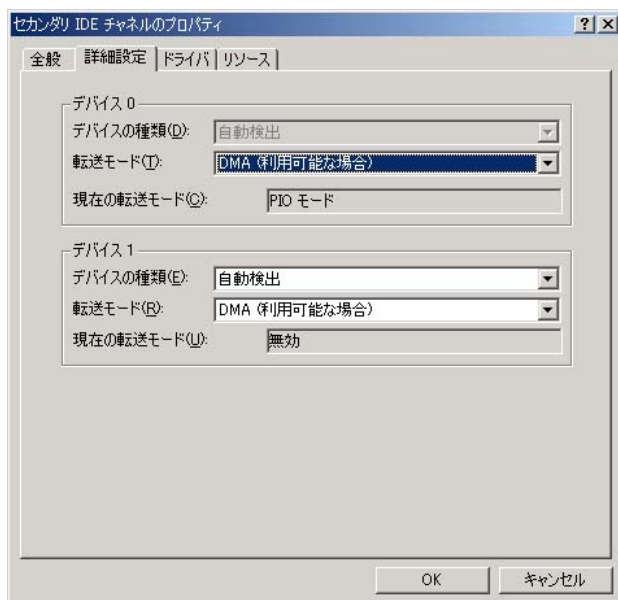 セカンダリ IDE チャネルのプロパティ
全般 詳細設定 ドライバ リソース
デバイス 0
デバイスの種類(D): 自動検出
転送モード(T): DMA (利用可能な場合)
現在の転送モード(C): PIO モード
デバイス 1
デバイスの種類(E): 自動検出
転送モード(R): DMA (利用可能な場合)
現在の転送モード(U): 無効
OK キャンセル